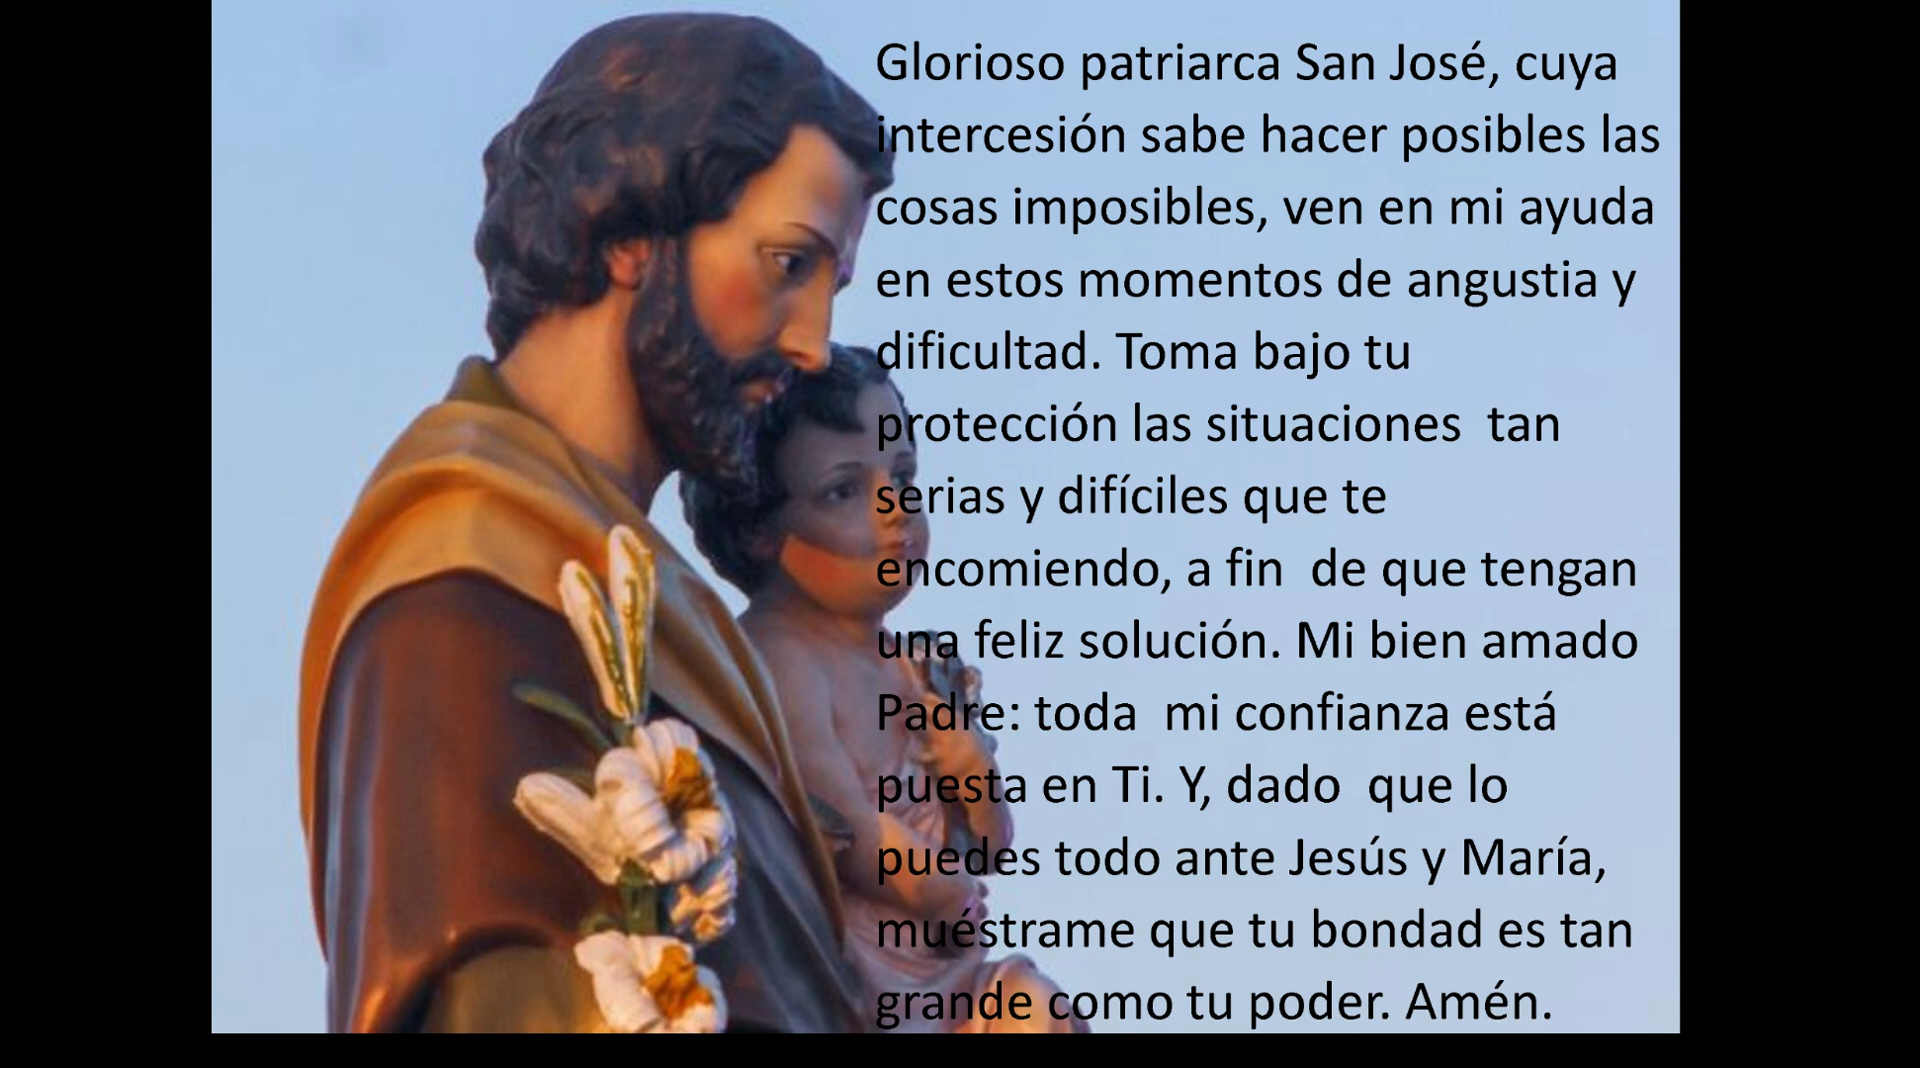 Glorioso patriarca San José, cuya
intercesión sabe hacer posibles las
cosas imposibles, ven en mi ayuda
en estos momentos de angustia y
dificultad. Toma bajo tu
protección las situaciones  tan
serias y difíciles que te
encomiendo, a fin  de que tengan
una feliz solución. Mi bien amado
Padre: toda  mi confianza está
puesta en Ti. Y, dado  que lo
puedes todo ante Jesús y María,
muéstrame que tu bondad es tan
grande como tu poder. Amén.